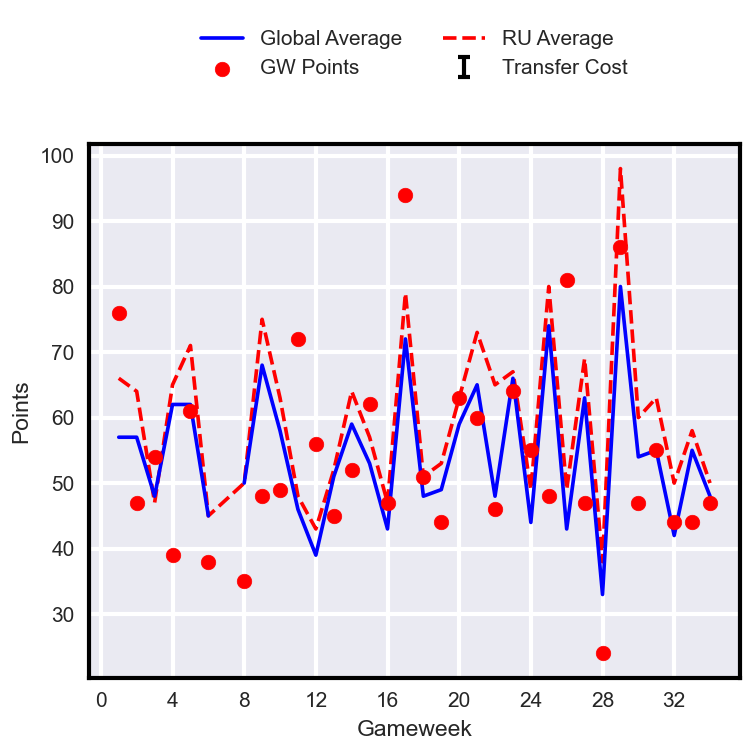 Global Average
RU Average
GW Points
Transfer Cost
100
90
80
70
60
50
40
30
Points
0 4 8 12 16 20 24 28 32
Gameweek